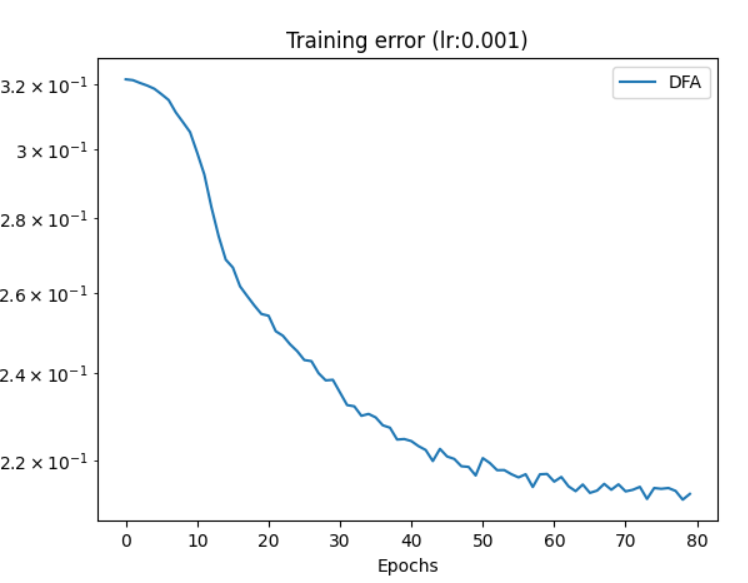 Training error (lr:0.001)
DFA
3.2 × 10⁻¹
3 × 10⁻¹
2.8 × 10⁻¹
2.6 × 10⁻¹
2.4 × 10⁻¹
2.2 × 10⁻¹
0 10 20 30 40 50 60 70 80
Epochs